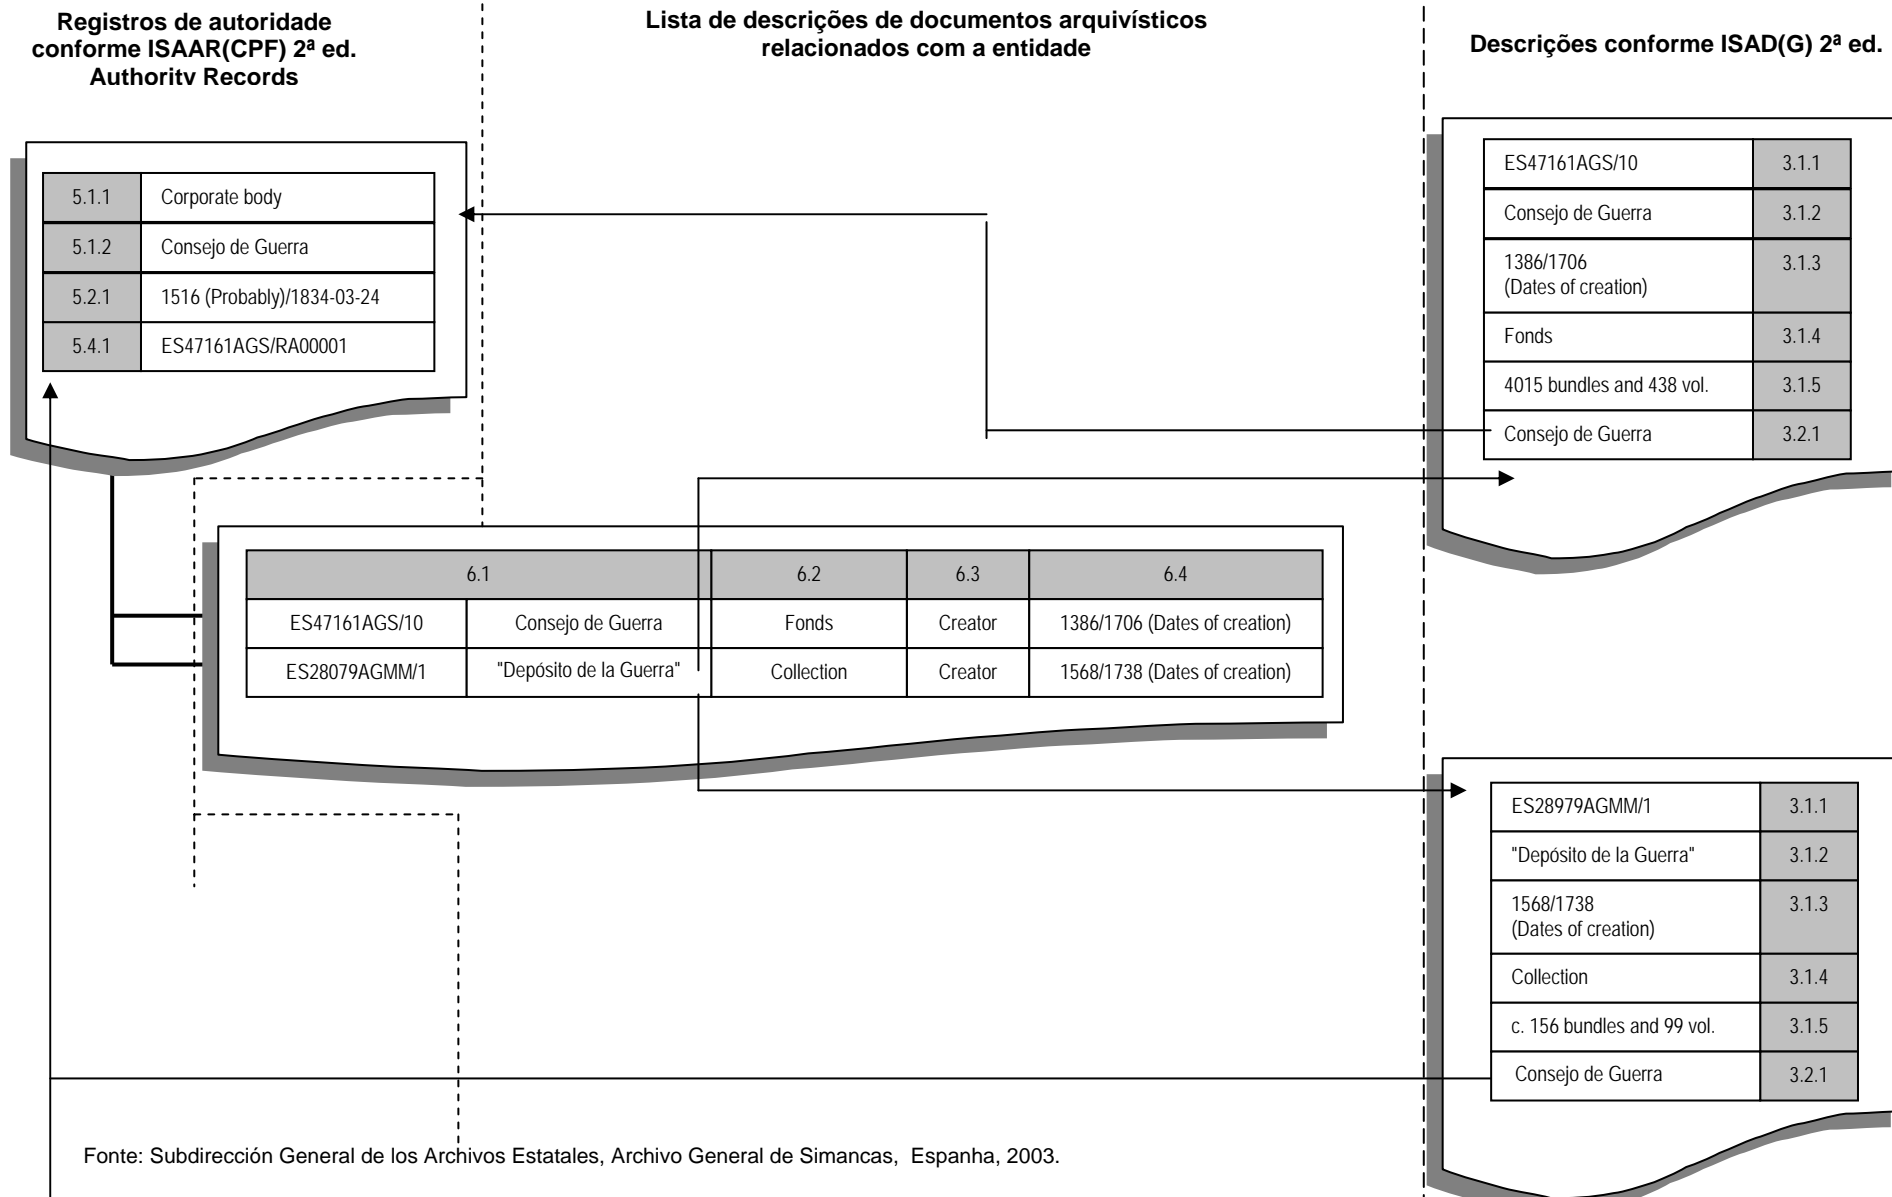 Registros de autoridade
conforme ISAAR(CPF) 2ª ed.
Authority Records
Lista de descrições de documentos arquivísticos
relacionados com a entidade
Descrições conforme ISAD(G) 2ª ed.
5.1.1 Corporate body
5.1.2 Consejo de Guerra
5.2.1 1516 (Probably)/1834-03-24
5.4.1 ES47161AGS/RA00001
ES47161AGS/10 3.1.1
Consejo de Guerra 3.1.2
1386/1706 3.1.3
(Dates of creation)
Fonds 3.1.4
4015 bundles and 438 vol. 3.1.5
Consejo de Guerra 3.2.1
6.1 6.2 6.3 6.4
ES47161AGS/10 Consejo de Guerra Fonds Creator 1386/1706 (Dates of creation)
ES28079AGMM/1 "Depósito de la Guerra" Collection Creator 1568/1738 (Dates of creation)
ES28979AGMM/1 3.1.1
"Depósito de la Guerra" 3.1.2
1568/1738 3.1.3
(Dates of creation)
Collection 3.1.4
c. 156 bundles and 99 vol. 3.1.5
Consejo de Guerra 3.2.1
Fonte: Subdirección General de los Archivos Estatales, Archivo General de Simancas, Espanha, 2003.